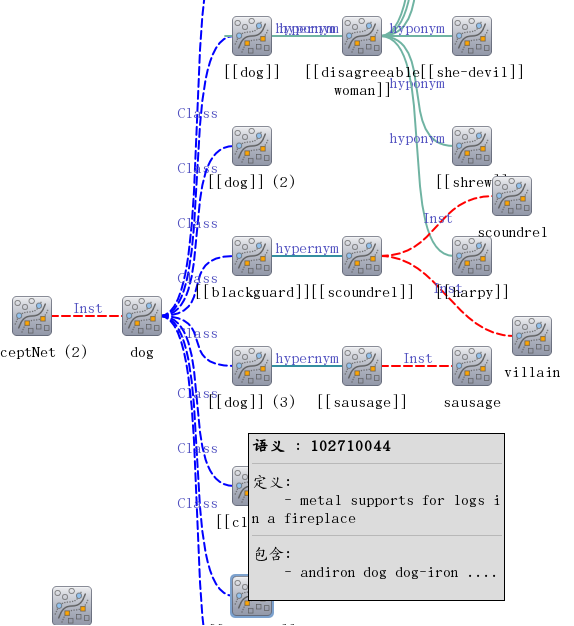 hypernym
hyponym
[[dog]]
[[disagreeable woman]]
[[she-devil]]
hyponym
Class
hyponym
Class
[[dog]] (2)
[[shrew]]
Inst
Class
scoundrel
hypernym
Class
[[blackguard]]
[[scoundrel]]
[[harpy]]
Inst
Inst
ceptNet (2)
dog
lass
hypernym
Inst
villain
Class
[[dog]] (3)
[[sausage]]
sausage
Class
语义 : 102710044
定义:
- metal supports for logs i
n a fireplace
Class
[[cl
包含:
- andiron dog dog-iron ....